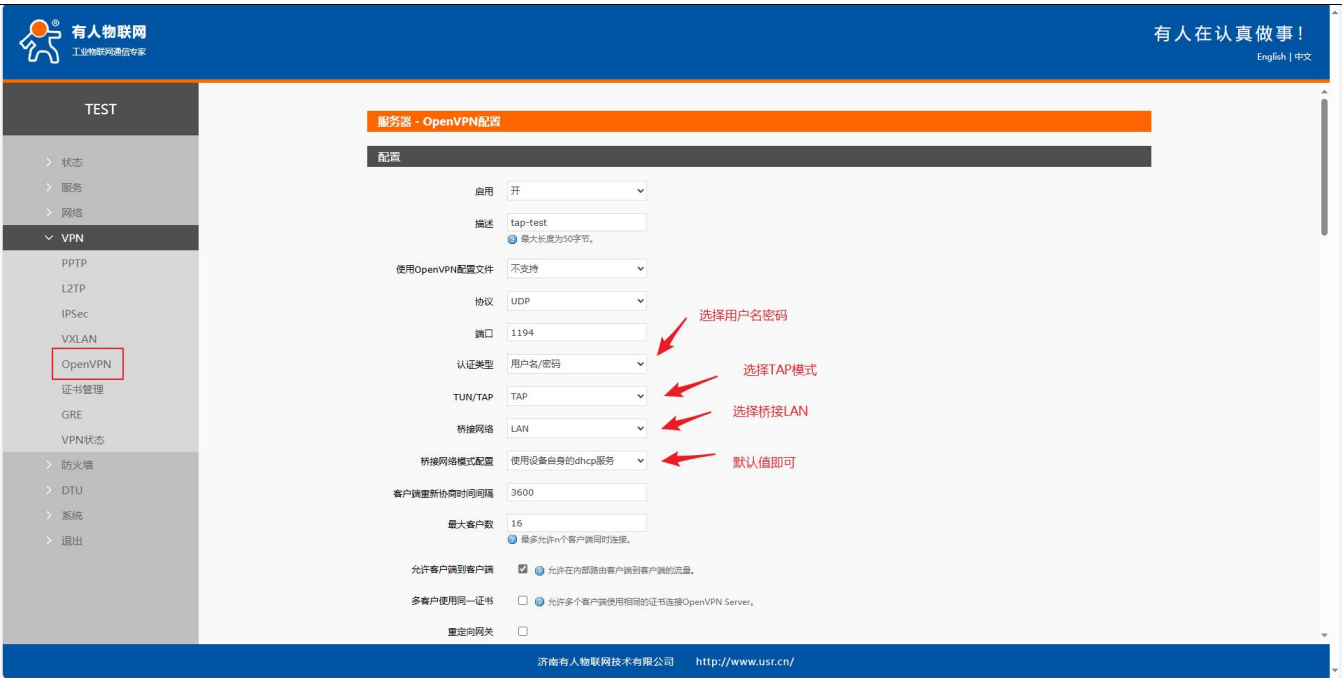 有人物联网
工业物联网通信专家
有人在认真做事！
English | 中文
TEST
状态
服务
网络
VPN
PPTP
L2TP
IPSec
VXLAN
OpenVPN
证书管理
GRE
VPN状态
防火墙
DTU
系统
退出
服务器 - OpenVPN配置
配置
启用 开
描述 tap-test
最大长度为50字节。
使用OpenVPN配置文件 不支持
协议 UDP
选择用户名密码
端口 1194
认证类型 用户名/密码
选择TAP模式
TUN/TAP TAP
选择桥接LAN
桥接网络 LAN
桥接网络模式配置 使用设备自身的dhcp服务
默认值即可
客户端重新协商时间间隔 3600
最大客户数 16
最多允许n个客户端同时连接。
允许客户端到客户端 允许在内部路由客户端到客户端的流量。
多客户使用同一证书 允许多个客户端使用相同的证书连接OpenVPN Server。
重定向网关
济南有人物联网技术有限公司 http://www.usr.cn/